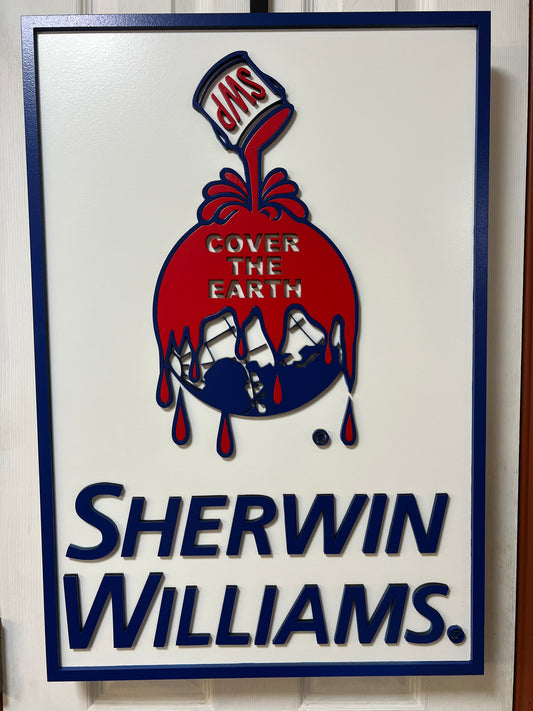 SWP
COVER
THE
EARTH
®
SHERWIN
WILLIAMS.®